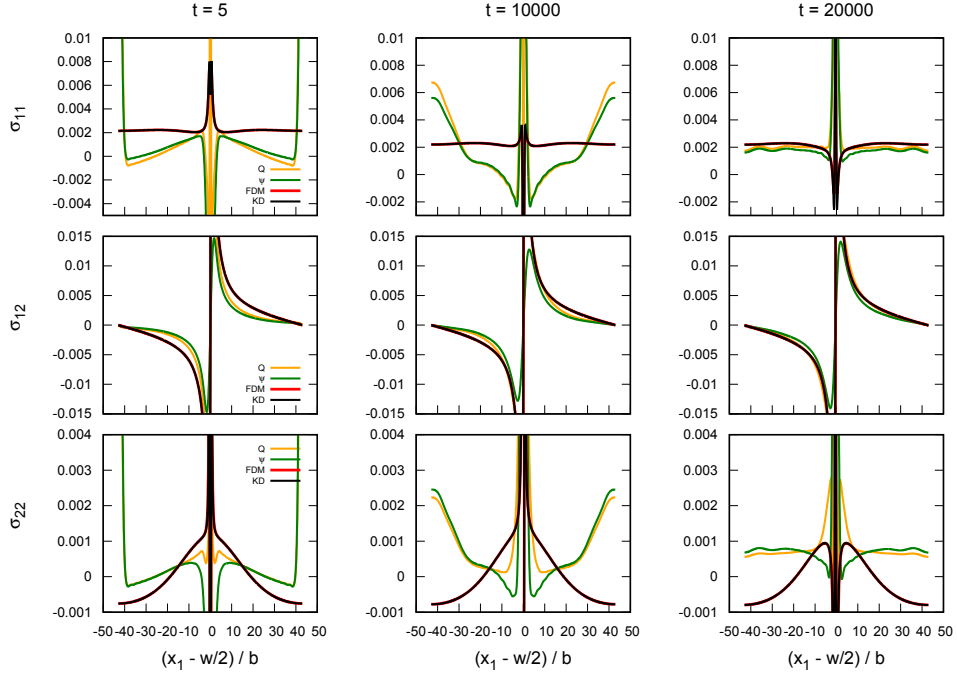 t = 5 t = 10000 t = 20000
σ11
0.01 0.01 0.01
0.008 0.008 0.008
0.006 0.006 0.006
0.004 0.004 0.004
0.002 0.002 0.002
0 0 0
-0.002 -0.002 -0.002
-0.004
Q
ψ
FDM
KD
σ12
0.015 0.015 0.015
0.01 0.01 0.01
0.005 0.005 0.005
0 0 0
-0.005 -0.005 -0.005
-0.01 -0.01 -0.01
-0.015 -0.015 -0.015
Q
ψ
FDM
KD
σ22
0.004 0.004 0.004
0.003 0.003 0.003
0.002 0.002 0.002
0.001 0.001 0.001
0 0 0
-0.001 -0.001 -0.001
Q
ψ
FDM
KD
-50 -40 -30 -20 -10 0 10 20 30 40 50 -50 -40 -30 -20 -10 0 10 20 30 40 50 -50 -40 -30 -20 -10 0 10 20 30 40 50
(x1 - w/2) / b (x1 - w/2) / b (x1 - w/2) / b